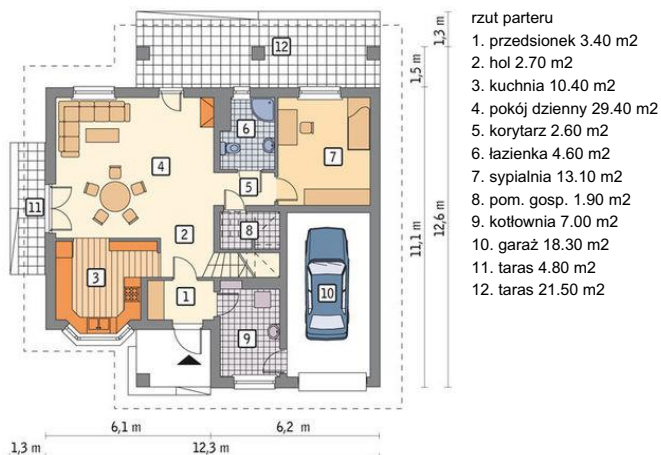 rzut parteru
1. przedsionek 3.40 m2
2. hol 2.70 m2
3. kuchnia 10.40 m2
4. pokój dzienny 29.40 m2
5. korytarz 2.60 m2
6. łazienka 4.60 m2
7. sypialnia 13.10 m2
8. pom. gosp. 1.90 m2
9. kotłownia 7.00 m2
10. garaż 18.30 m2
11. taras 4.80 m2
12. taras 21.50 m2
12
1,3 m
1,5 m
6
4
7
5
11
2
8
12,6 m
11,1 m
3
1
10
9
6,1 m
6,2 m
1,3 m
12,3 m